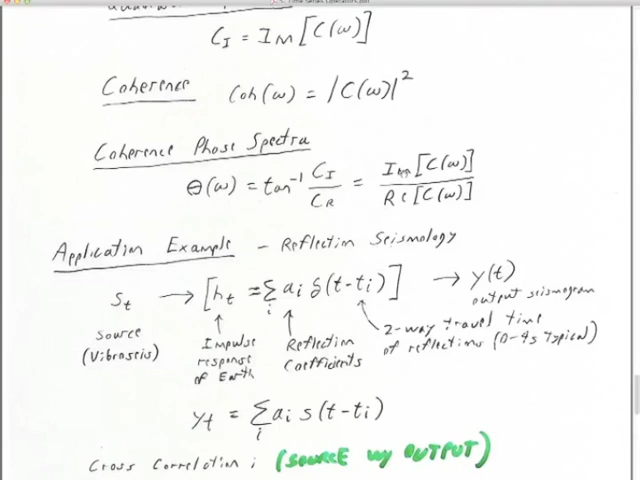 C_I = Im [C(ω)]
Coherence Coh(ω) = |C(ω)|²
Coherence Phase Spectra
Θ(ω) = tan⁻¹ C_I / C_R = Im [C(ω)] / Re [C(ω)]
Application Example - Reflection Seismology
S_t → [h_t = Σ_i a_i δ(t-t_i)] → y(t)
output seismogram
source (Vibroseis)
Impulse response of Earth
Reflection Coefficients
2-way travel time of reflections (0-4s typical)
y_t = Σ_i a_i s(t-t_i)
Cross Correlation : (SOURCE W/ OUTPUT)